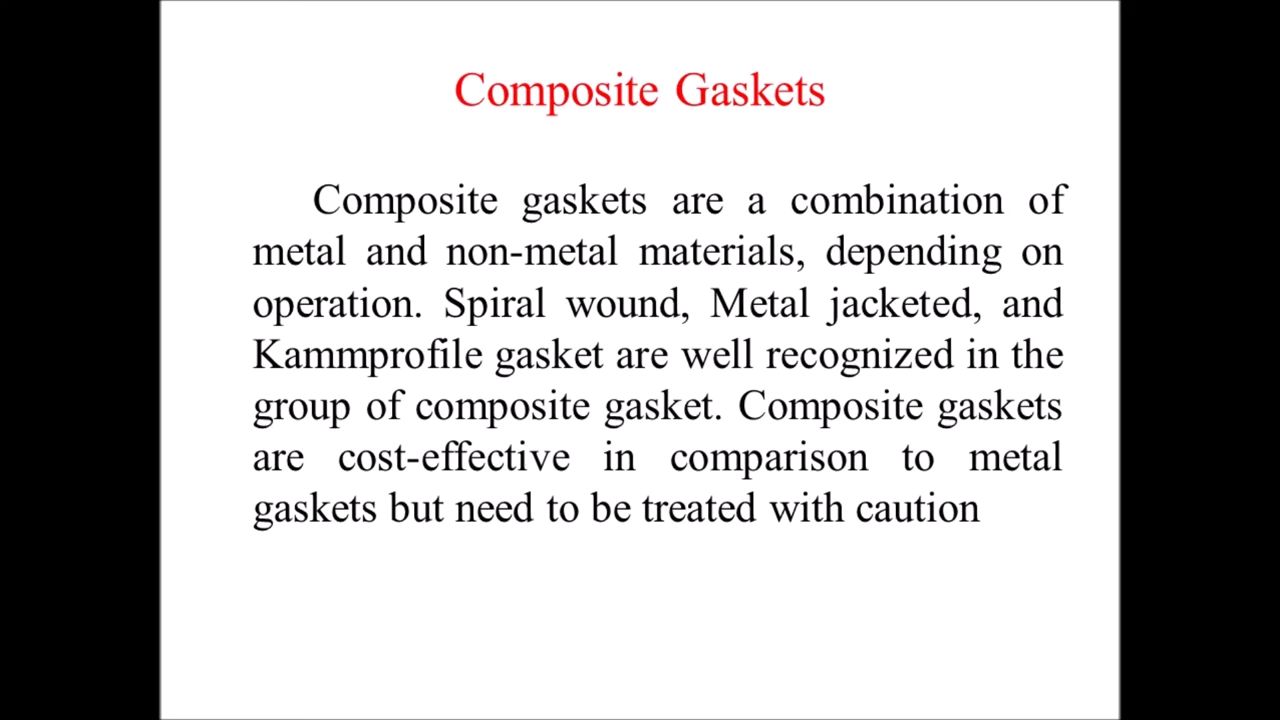 Composite Gaskets
Composite gaskets are a combination of
metal and non-metal materials, depending on
operation. Spiral wound, Metal jacketed, and
Kammprofile gasket are well recognized in the
group of composite gasket. Composite gaskets
are cost-effective in comparison to metal
gaskets but need to be treated with caution